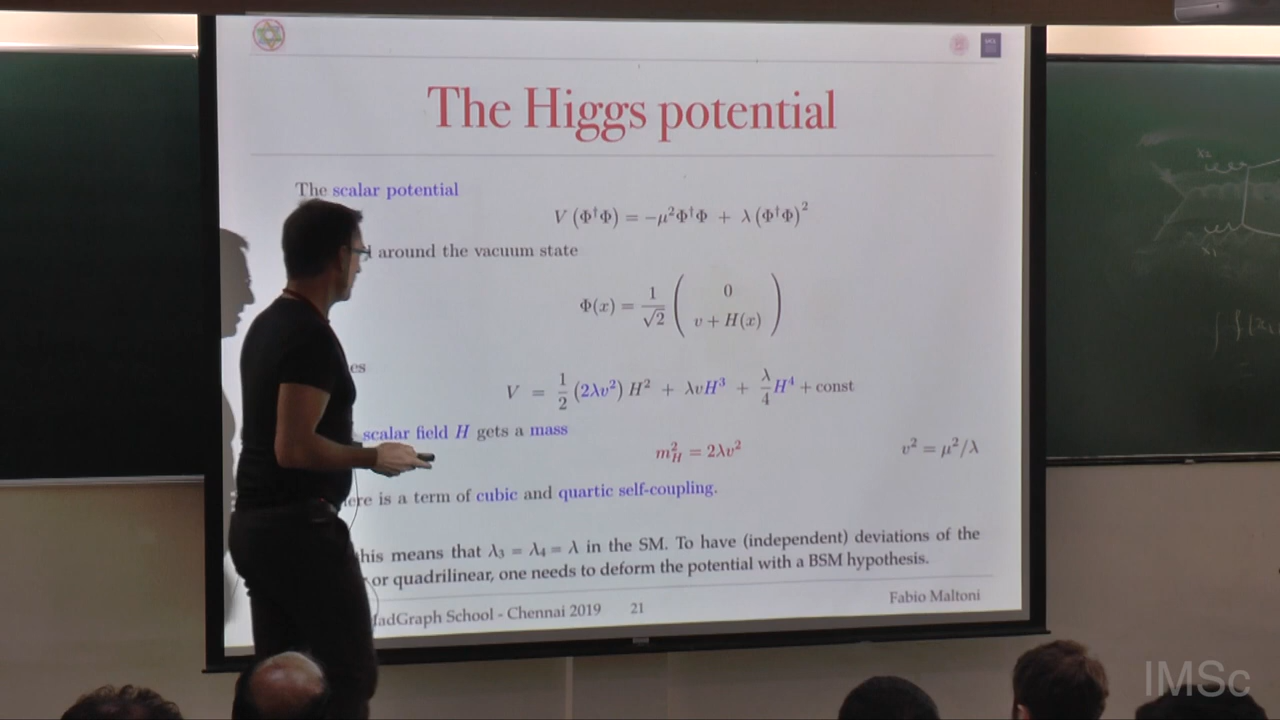 The Higgs potential
The scalar potential
V (Φ†Φ) = −μ²Φ†Φ + λ (Φ†Φ)²
around the vacuum state
Φ(x) = 1/√2 ( 0
v + H(x) )
es
V = 1/2 (2λv²) H² + λvH³ + λ/4 H⁴ + const
scalar field H gets a mass
m²_H = 2λv² v² = μ²/λ
ere is a term of cubic and quartic self-coupling.
his means that λ₃ = λ₄ = λ in the SM. To have (independent) deviations of the
or quadrilinear, one needs to deform the potential with a BSM hypothesis.
adGraph School - Chennai 2019 21 Fabio Maltoni
IMSc